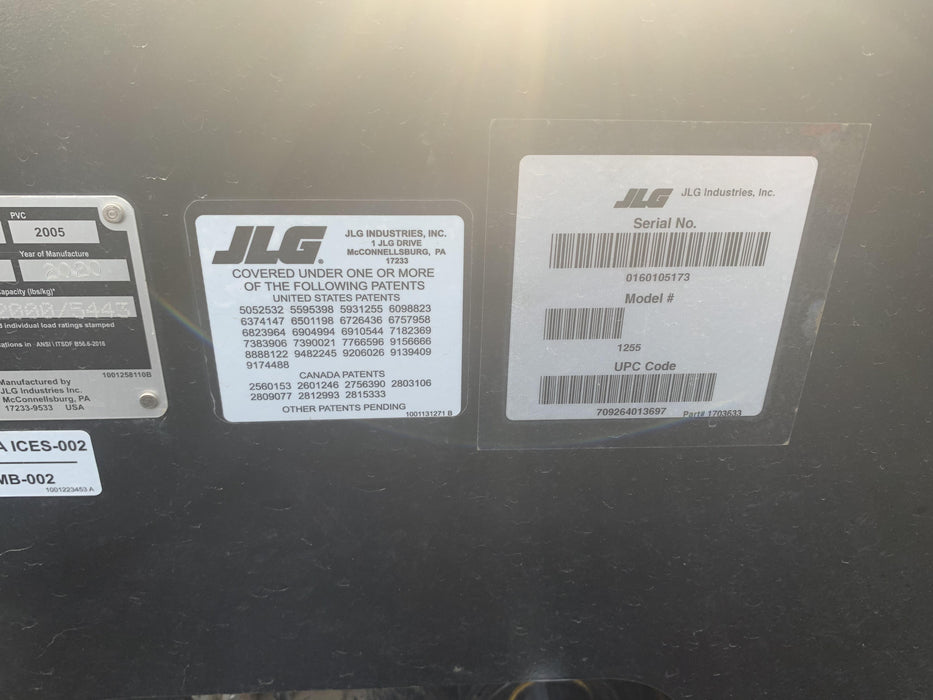 PVC
2005
Year of Manufacture
2020
apacity (lbs/kg)*
2000/5443
individual load ratings stamped
ations in ANSI \ ITSDF B56.6-2016
Manufactured by
JLG Industries Inc.
McConnellsburg, PA
17233-9533 USA
1001258110B
A ICES-002
MB-002
1001223453 A
JLG
JLG INDUSTRIES, INC.
1 JLG DRIVE
McCONNELLSBURG, PA
17233
COVERED UNDER ONE OR MORE
OF THE FOLLOWING PATENTS
UNITED STATES PATENTS
5052532 5595398 5931255 6098823
6374147 6501198 6726436 6757958
6823964 6904994 6910544 7182369
7383906 7390021 7766596 9156666
8888122 9482245 9206026 9139409
9174488
CANADA PATENTS
2560153 2601246 2756390 2803106
2809077 2812993 2815333
OTHER PATENTS PENDING
1001131271 B
JLG JLG Industries, Inc.
Serial No.
0160105173
Model #
1255
UPC Code
709264013697 Part# 1703633